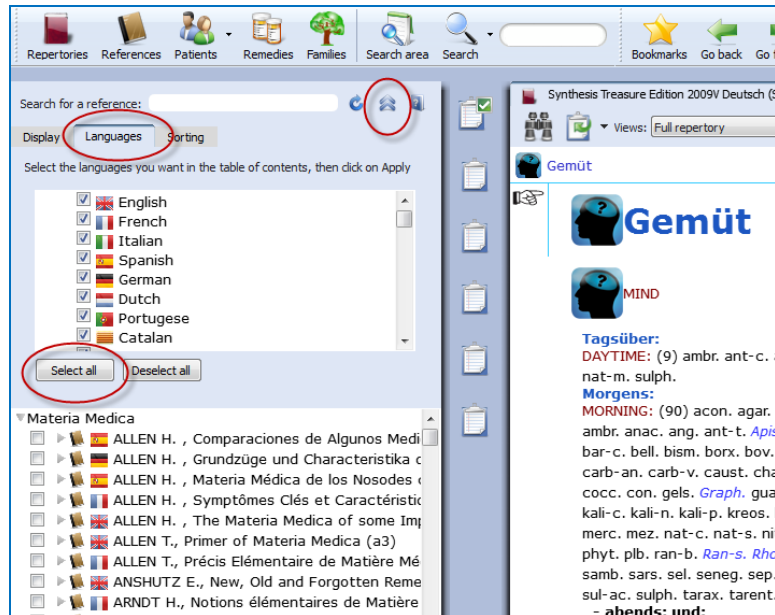 Repertories References Patients Remedies Families Search area Search Bookmarks Go back Go
Search for a reference:
Display Languages Sorting
Select the languages you want in the table of contents, then click on Apply
English
French
Italian
Spanish
German
Dutch
Portugese
Catalan
Select all Deselect all
Materia Medica
ALLEN H. , Comparaciones de Algunos Medi
ALLEN H. , Grundzüge und Characteristika
ALLEN H. , Materia Médica de los Nosodes
ALLEN H. , Symptômes Clés et Caractéristic
ALLEN H. , The Materia Medica of some Imp
ALLEN T., Primer of Materia Medica (a3)
ALLEN T., Précis Elémentaire de Matière Mé
ANSHUTZ E., New, Old and Forgotten Reme
ARNDT H., Notions élémentaires de Matière
Synthesis Treasure Edition 2009V Deutsch (
Views: Full repertory
Gemüt
Gemüt
MIND
Tagsüber:
DAYTIME: (9) ambr. ant-c.
nat-m. sulph.
Morgens:
MORNING: (90) acon. agar.
ambr. anac. ang. ant-t. Apis
bar-c. bell. bism. borx. bov.
carb-an. carb-v. caust. cha
cocc. con. gels. Graph. gua
kali-c. kali-n. kali-p. kreos.
merc. mez. nat-c. nat-s. ni
phyt. plb. ran-b. Ran-s. Rho
samb. sars. sel. seneg. sep.
sul-ac. sulph. tarax. tarent.
- abends; und: